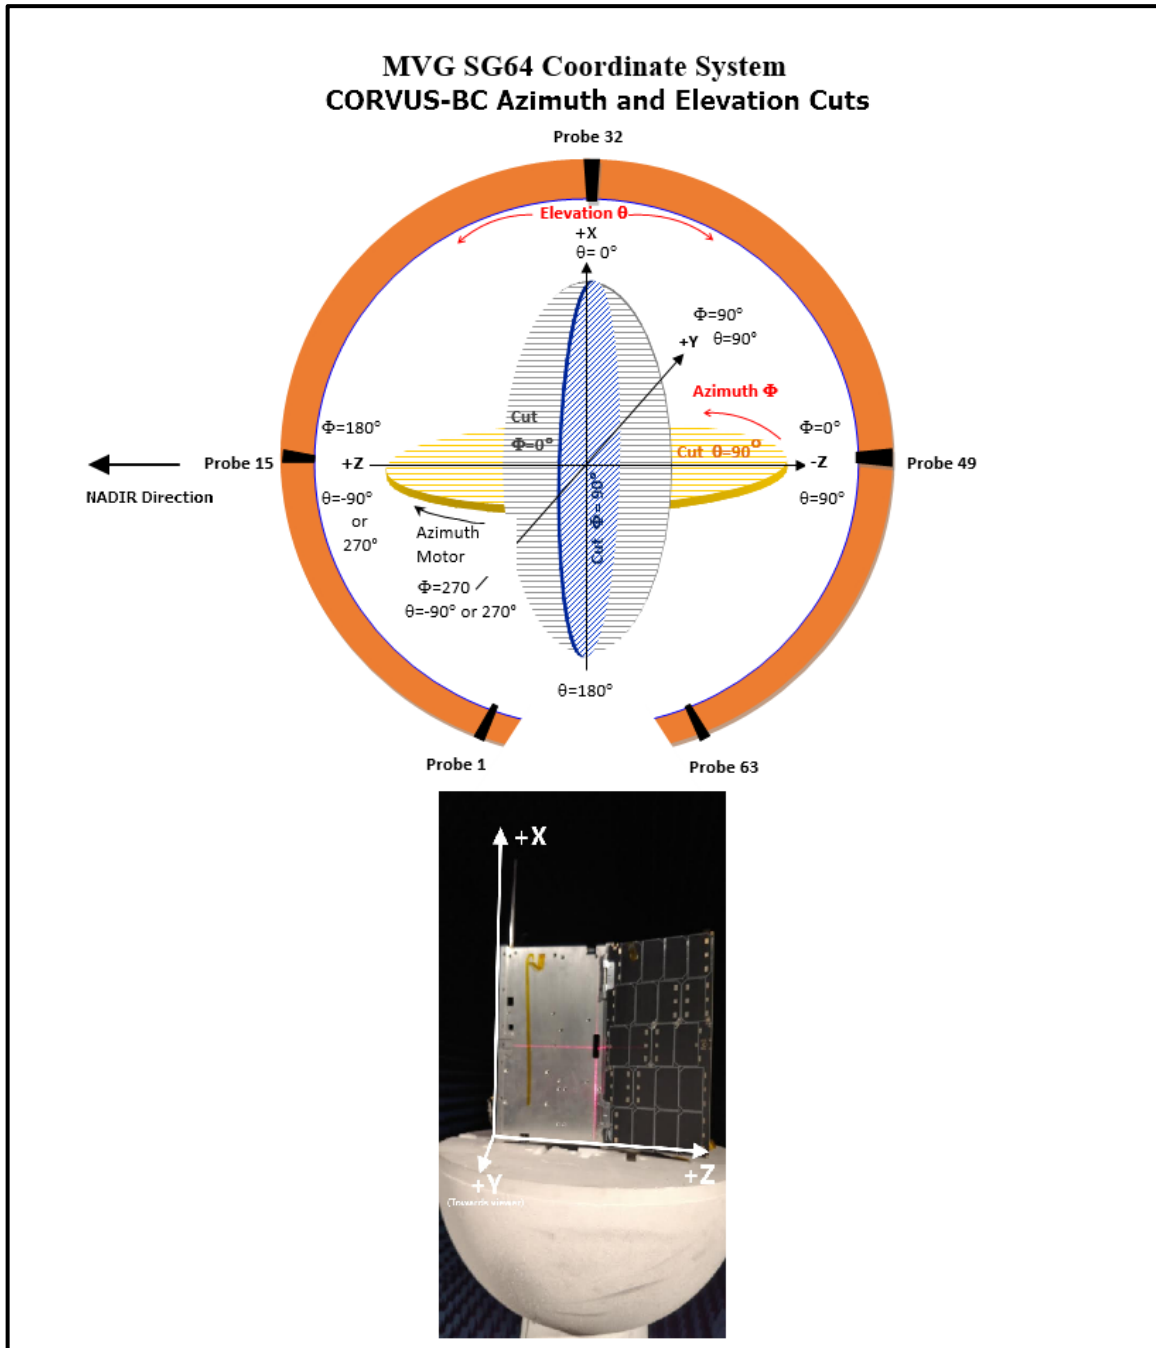 MVG SG64 Coordinate System
CORVUS-BC Azimuth and Elevation Cuts
Probe 32
Elevation θ
+X
θ= 0°
Φ=90°
+Y θ=90°
Azimuth Φ
Cut
Φ=0°
Φ=180°
Φ=0°
Cut θ=90°
Probe 15
+Z
-Z
Probe 49
NADIR Direction
θ=-90°
or
270°
θ=90°
Cut Φ= 90°
Azimuth
Motor
Φ=270
θ=-90° or 270°
θ=180°
Probe 1
Probe 63
+X
+Y
(Towards viewer)
+Z